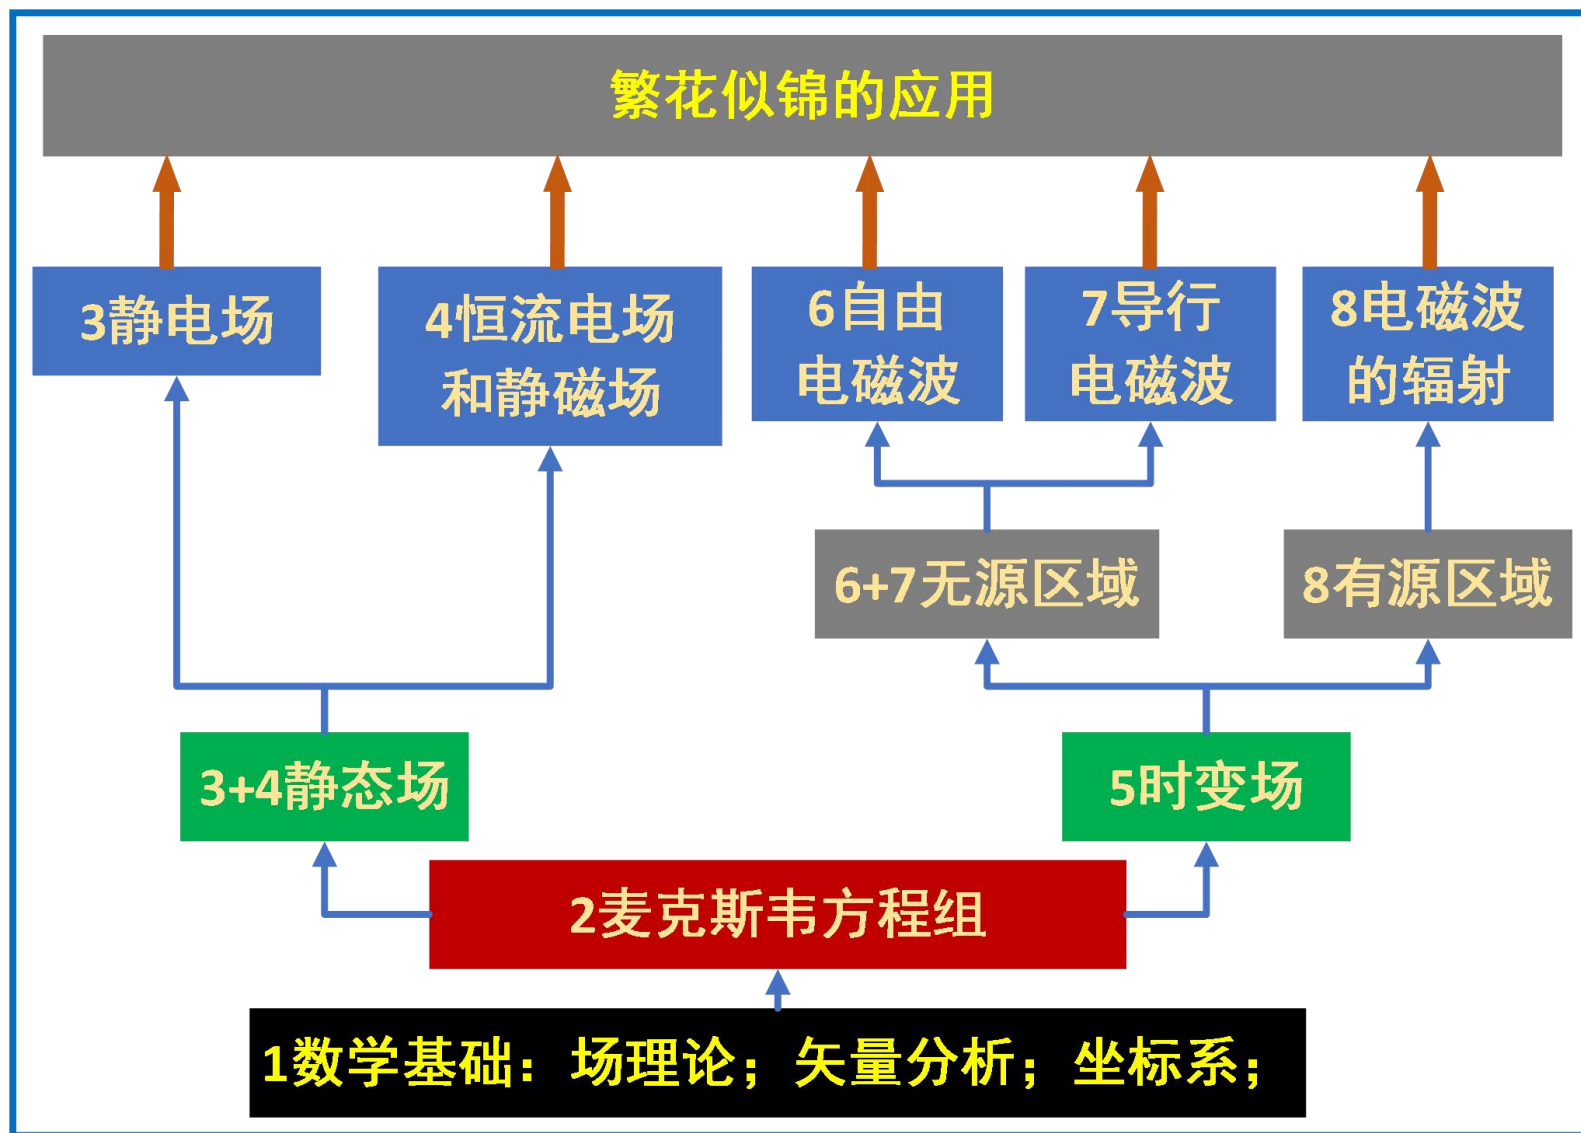 繁花似锦的应用
3静电场
4恒流电场
和静磁场
6自由
电磁波
7导行
电磁波
8电磁波
的辐射
6+7无源区域
8有源区域
3+4静态场
5时变场
2麦克斯韦方程组
1数学基础：场理论；矢量分析；坐标系；